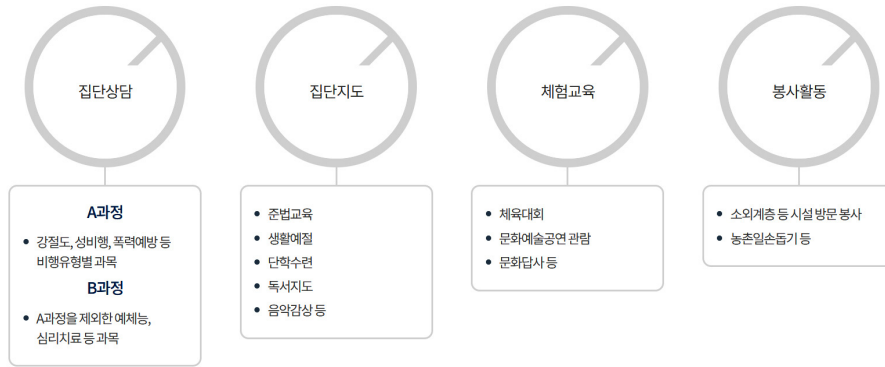 집단상담
A과정
강절도, 성비행, 폭력예방 등
비행유형별 과목
B과정
A과정을 제외한 예체능,
심리치료 등 과목
집단지도
준법교육
생활예절
단학수련
독서지도
음악감상 등
체험교육
체육대회
문화예술공연 관람
문화답사 등
봉사활동
소외계층 등 시설 방문 봉사
농촌일손돕기 등